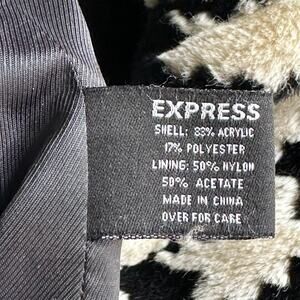 EXPRESS
SHELL: 83% ACRYLIC
17% POLYESTER
LINING: 50% NYLON
50% ACETATE
MADE IN CHINA
OVER FOR CARE